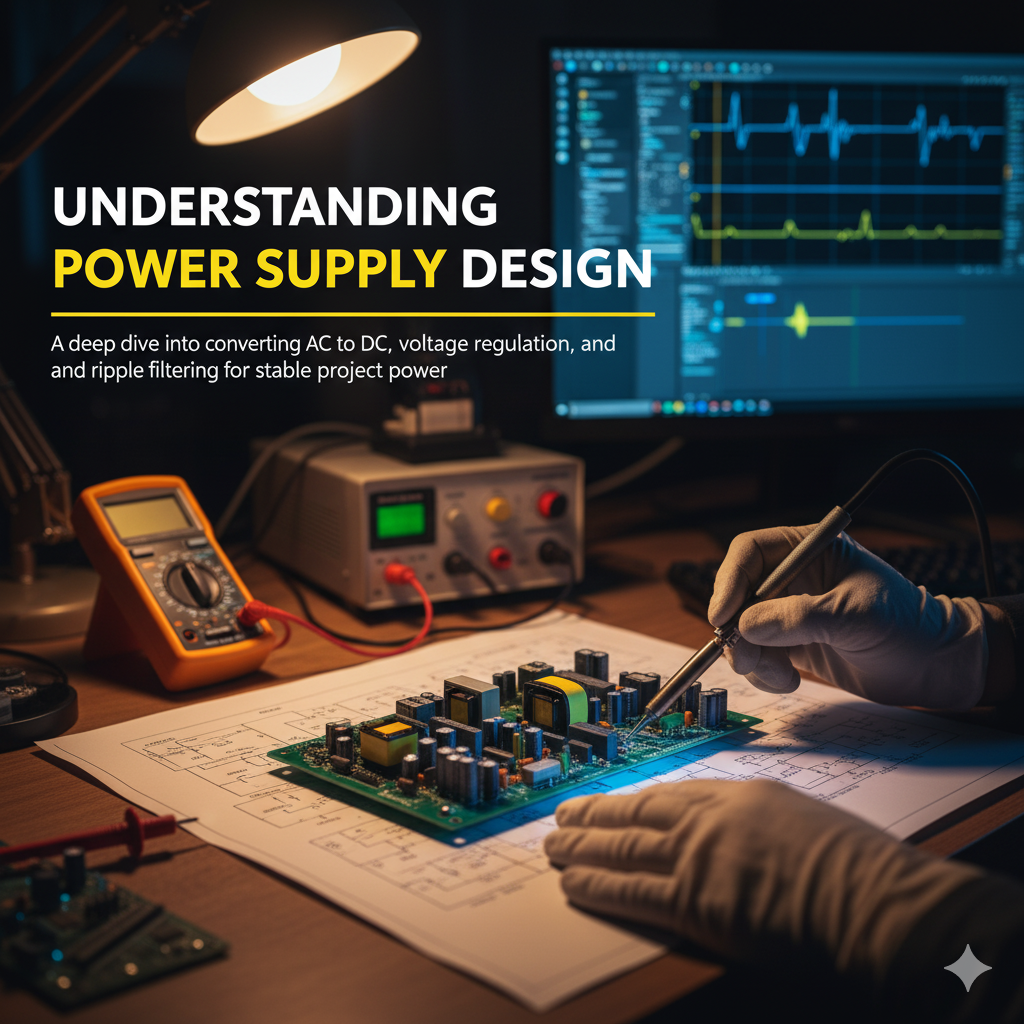 UNDERSTANDING
POWER SUPPLY DESIGN
A deep dive into converting AC to DC, voltage regulation, and
and ripple filtering for stable project power